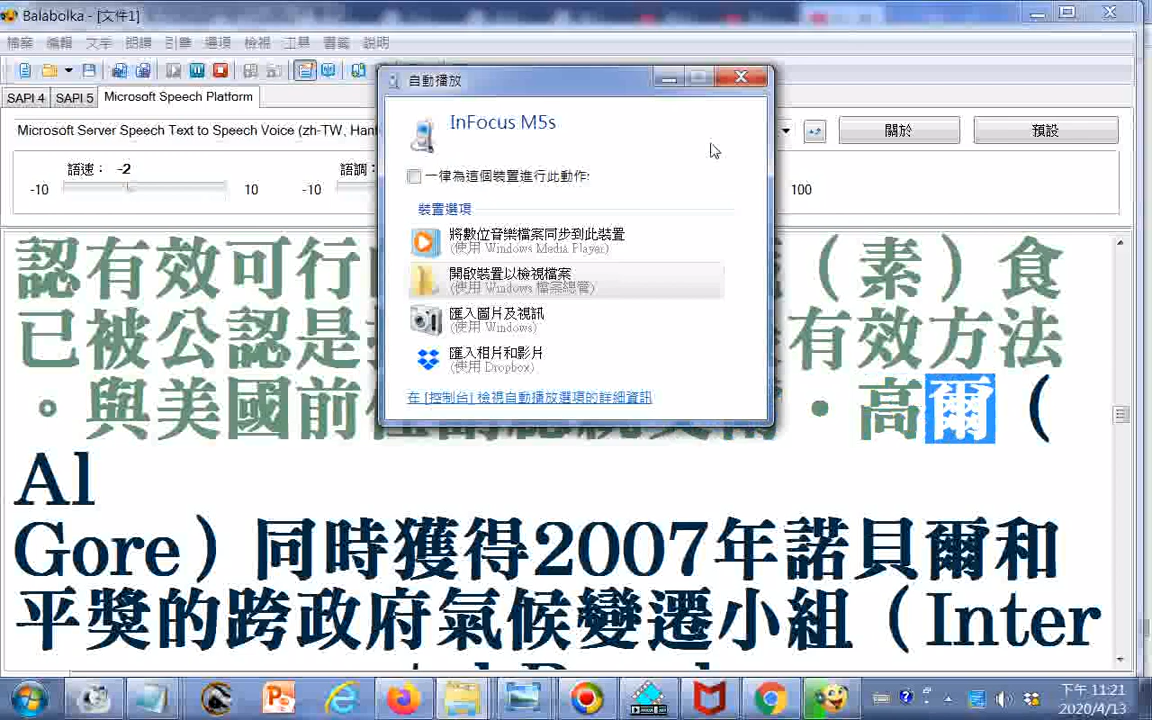 Balabolka - [文件1]
檔案 編輯 文字 朗讀 引擎 選項 檢視 工具 書籤 說明
SAPI 4 SAPI 5 Microsoft Speech Platform
Microsoft Server Speech Text to Speech Voice (zh-TW, Han
關於
預設
語速： -2
-10
10
語調：
-10
100
自動播放
InFocus M5s
一律為這個裝置進行此動作:
裝置選項
將數位音樂檔案同步到此裝置
(使用 Windows Media Player)
開啟裝置以檢視檔案
(使用 Windows 檔案總管)
匯入圖片及視訊
(使用 Windows)
匯入相片和影片
(使用 Dropbox)
在 [控制台] 檢視自動播放選項的詳細資訊
認有效可行（素）食
已被公認是有效方法
。與美國前・高爾（
Al
Gore）同時獲得2007年諾貝爾和
平獎的跨政府氣候變遷小組（Inter
下午 11:21
2020/4/13